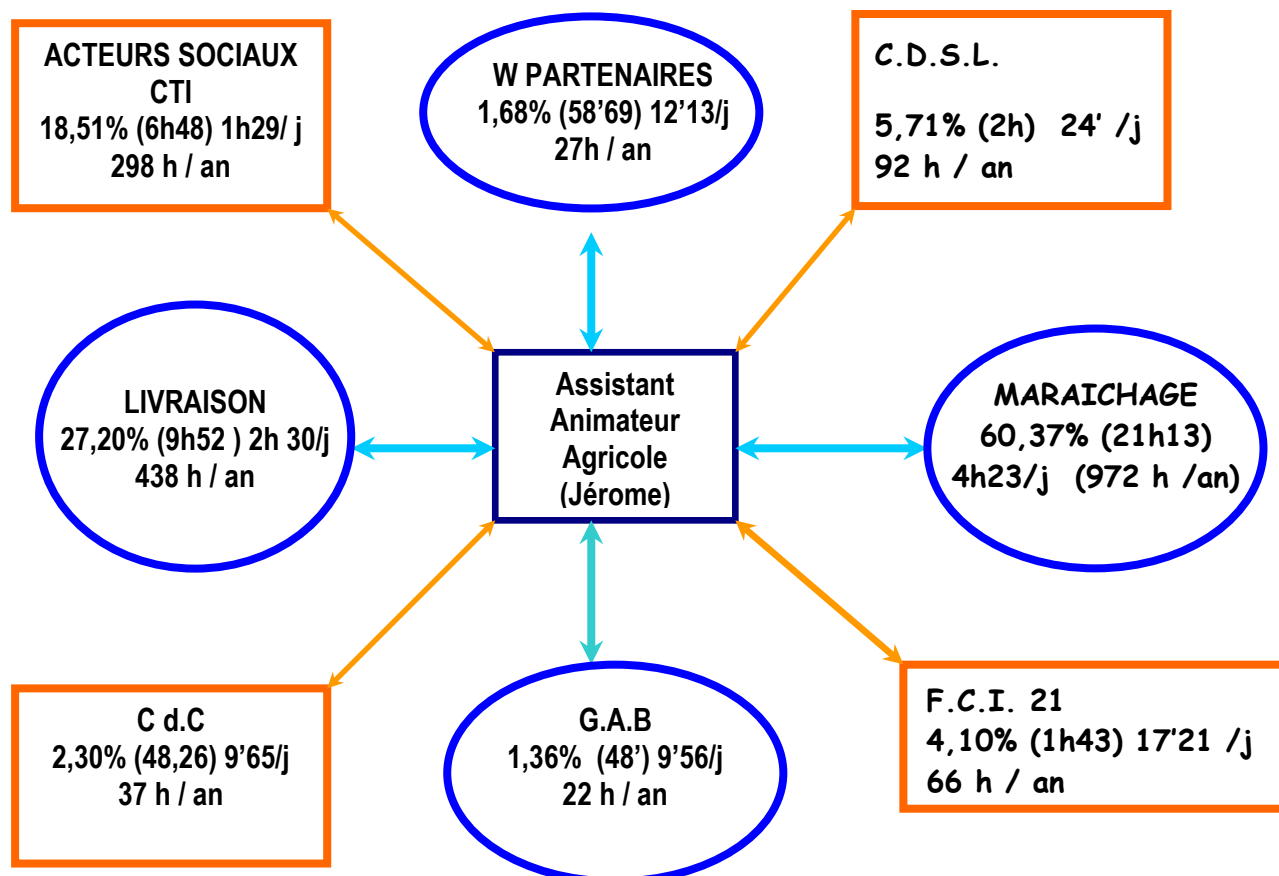 ACTEURS SOCIAUX
CTI
18,51% (6h48) 1h29/ j
298 h / an
W PARTENAIRES
1,68% (58’69) 12’13/j
27h / an
C.D.S.L.
5,71% (2h) 24’ /j
92 h / an
LIVRAISON
27,20% (9h52 ) 2h 30/j
438 h / an
Assistant
Animateur
Agricole
(Jérome)
MARAICHAGE
60,37% (21h13)
4h23/j (972 h /an)
C d.C
2,30% (48,26) 9’65/j
37 h / an
G.A.B
1,36% (48’) 9’56/j
22 h / an
F.C.I. 21
4,10% (1h43) 17’21 /j
66 h / an